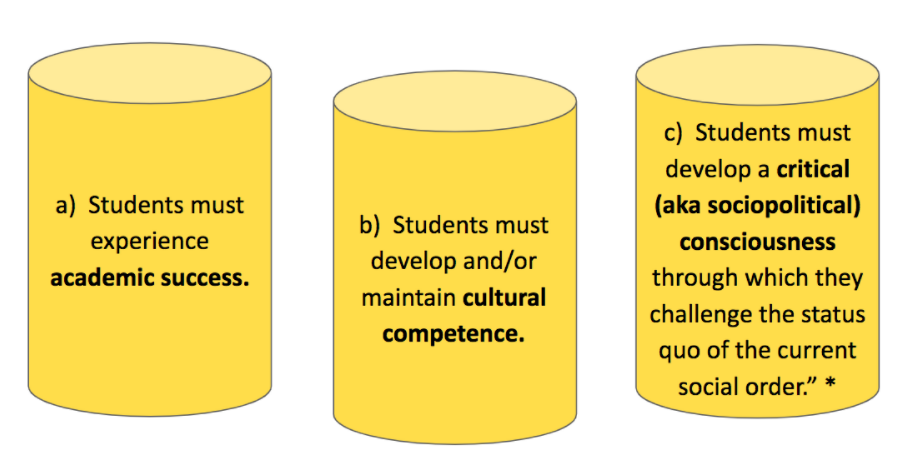 a) Students must
experience
academic success.
b) Students must
develop and/or
maintain cultural
competence.
c) Students must
develop a critical
(aka sociopolitical)
consciousness
through which they
challenge the status
quo of the current
social order.” *